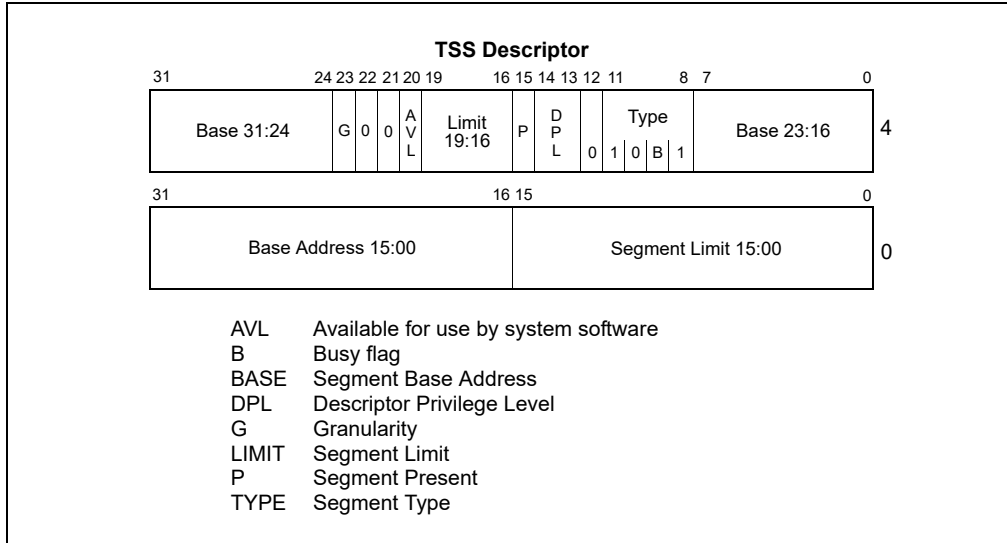 TSS Descriptor
31 24 23 22 21 20 19 16 15 14 13 12 11 8 7 0
Base 31:24 G 0 0 AVL Limit 19:16 P DPL 0 Type 1 0 B 1 Base 23:16 4
31 16 15 0
Base Address 15:00 Segment Limit 15:00 0
AVL Available for use by system software
B Busy flag
BASE Segment Base Address
DPL Descriptor Privilege Level
G Granularity
LIMIT Segment Limit
P Segment Present
TYPE Segment Type